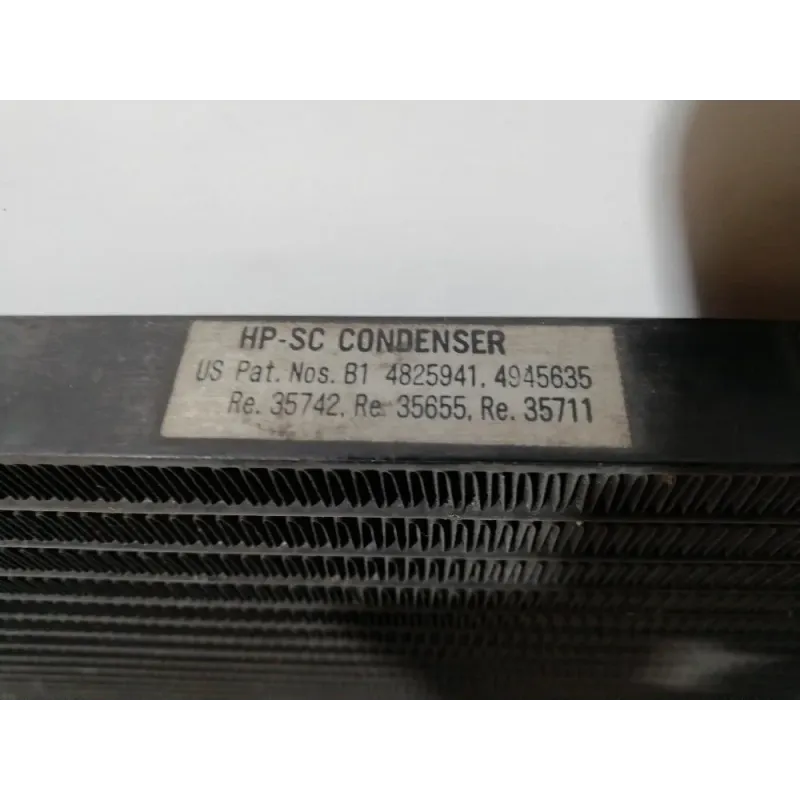 HP-SC CONDENSER
US Pat. Nos. B1 4825941, 4945635
Re. 35742, Re 35655, Re. 35711